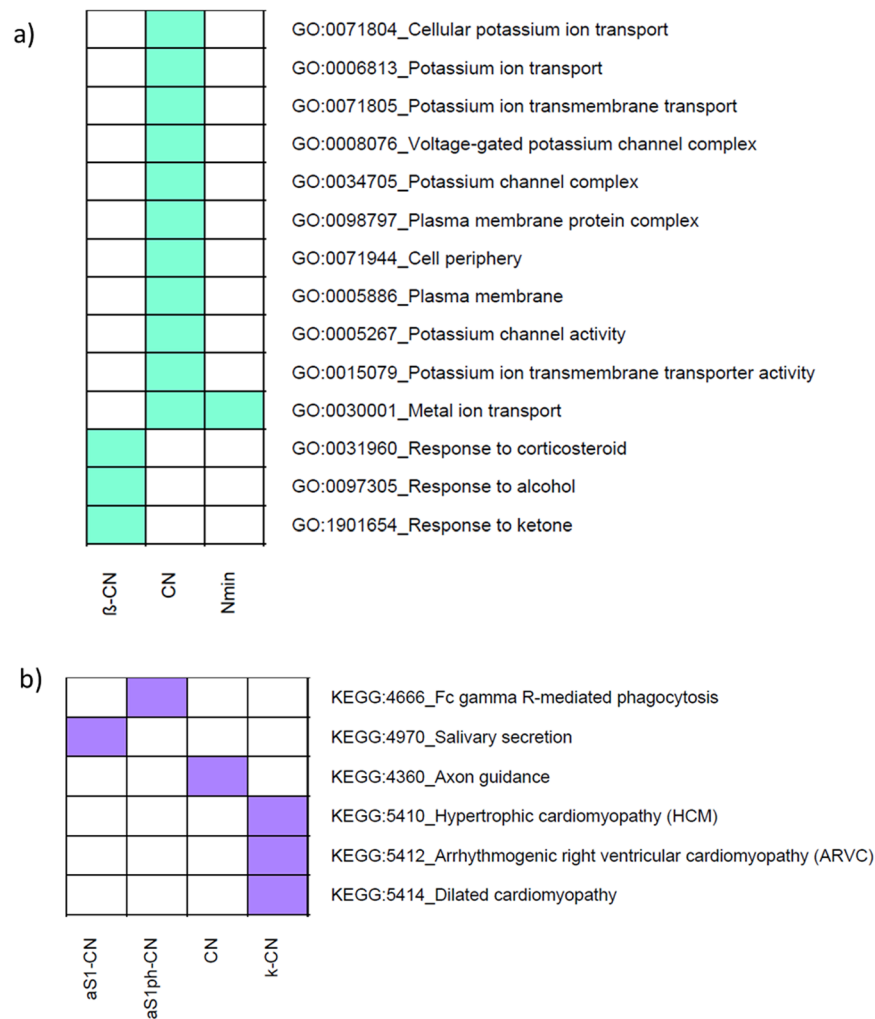 a)
GO:0071804_Cellular potassium ion transport
GO:0006813_Potassium ion transport
GO:0071805_Potassium ion transmembrane transport
GO:0008076_Voltage-gated potassium channel complex
GO:0034705_Potassium channel complex
GO:0098797_Plasma membrane protein complex
GO:0071944_Cell periphery
GO:0005886_Plasma membrane
GO:0005267_Potassium channel activity
GO:0015079_Potassium ion transmembrane transporter activity
GO:0030001_Metal ion transport
GO:0031960_Response to corticosteroid
GO:0097305_Response to alcohol
GO:1901654_Response to ketone
ß-CN
CN
Nmin
b)
KEGG:4666_Fc gamma R-mediated phagocytosis
KEGG:4970_Salivary secretion
KEGG:4360_Axon guidance
KEGG:5410_Hypertrophic cardiomyopathy (HCM)
KEGG:5412_Arrhythmogenic right ventricular cardiomyopathy (ARVC)
KEGG:5414_Dilated cardiomyopathy
aS1-CN
aS1ph-CN
CN
k-CN